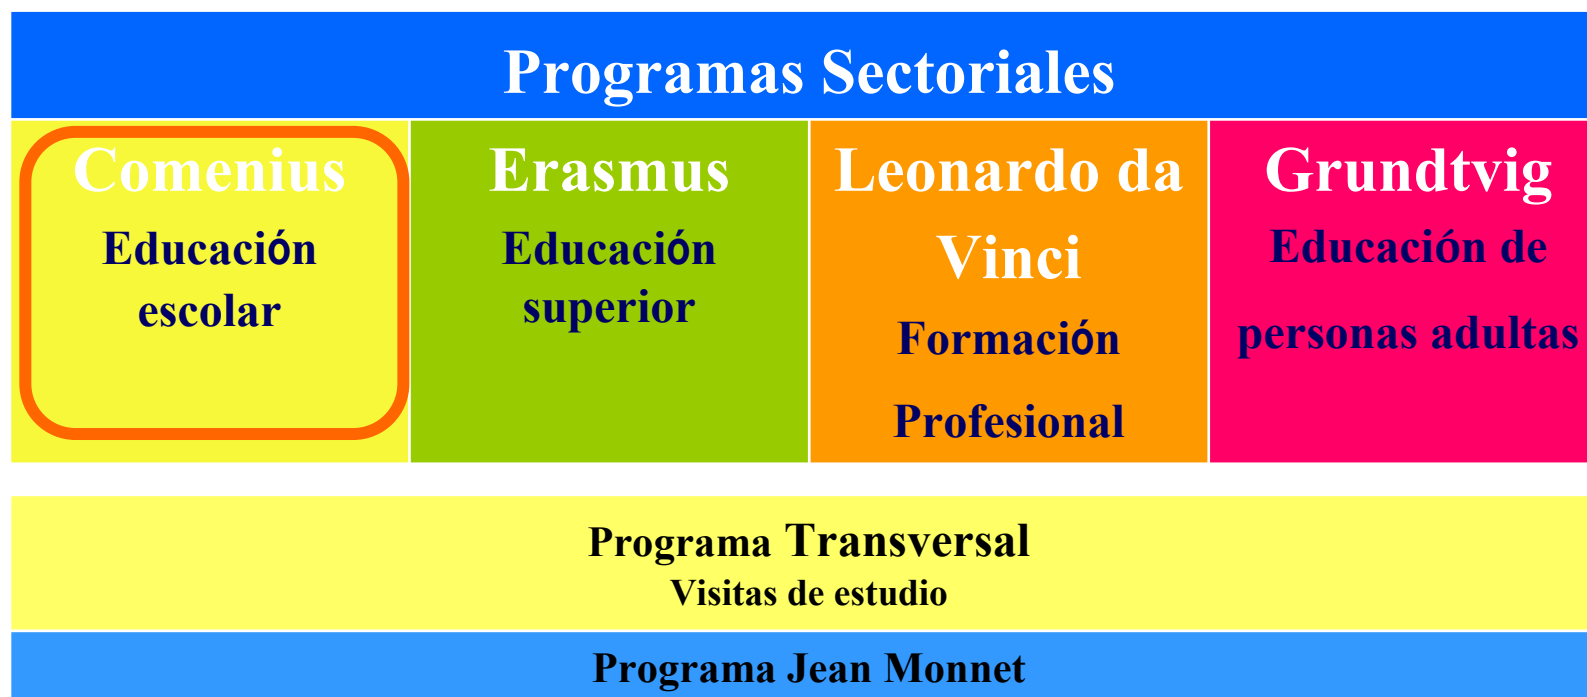 Programas Sectoriales
Comenius
Educación
escolar
Erasmus
Educación
superior
Leonardo da
Vinci
Formación
Profesional
Grundtvig
Educación de
personas adultas
Programa Transversal
Visitas de estudio
Programa Jean Monnet